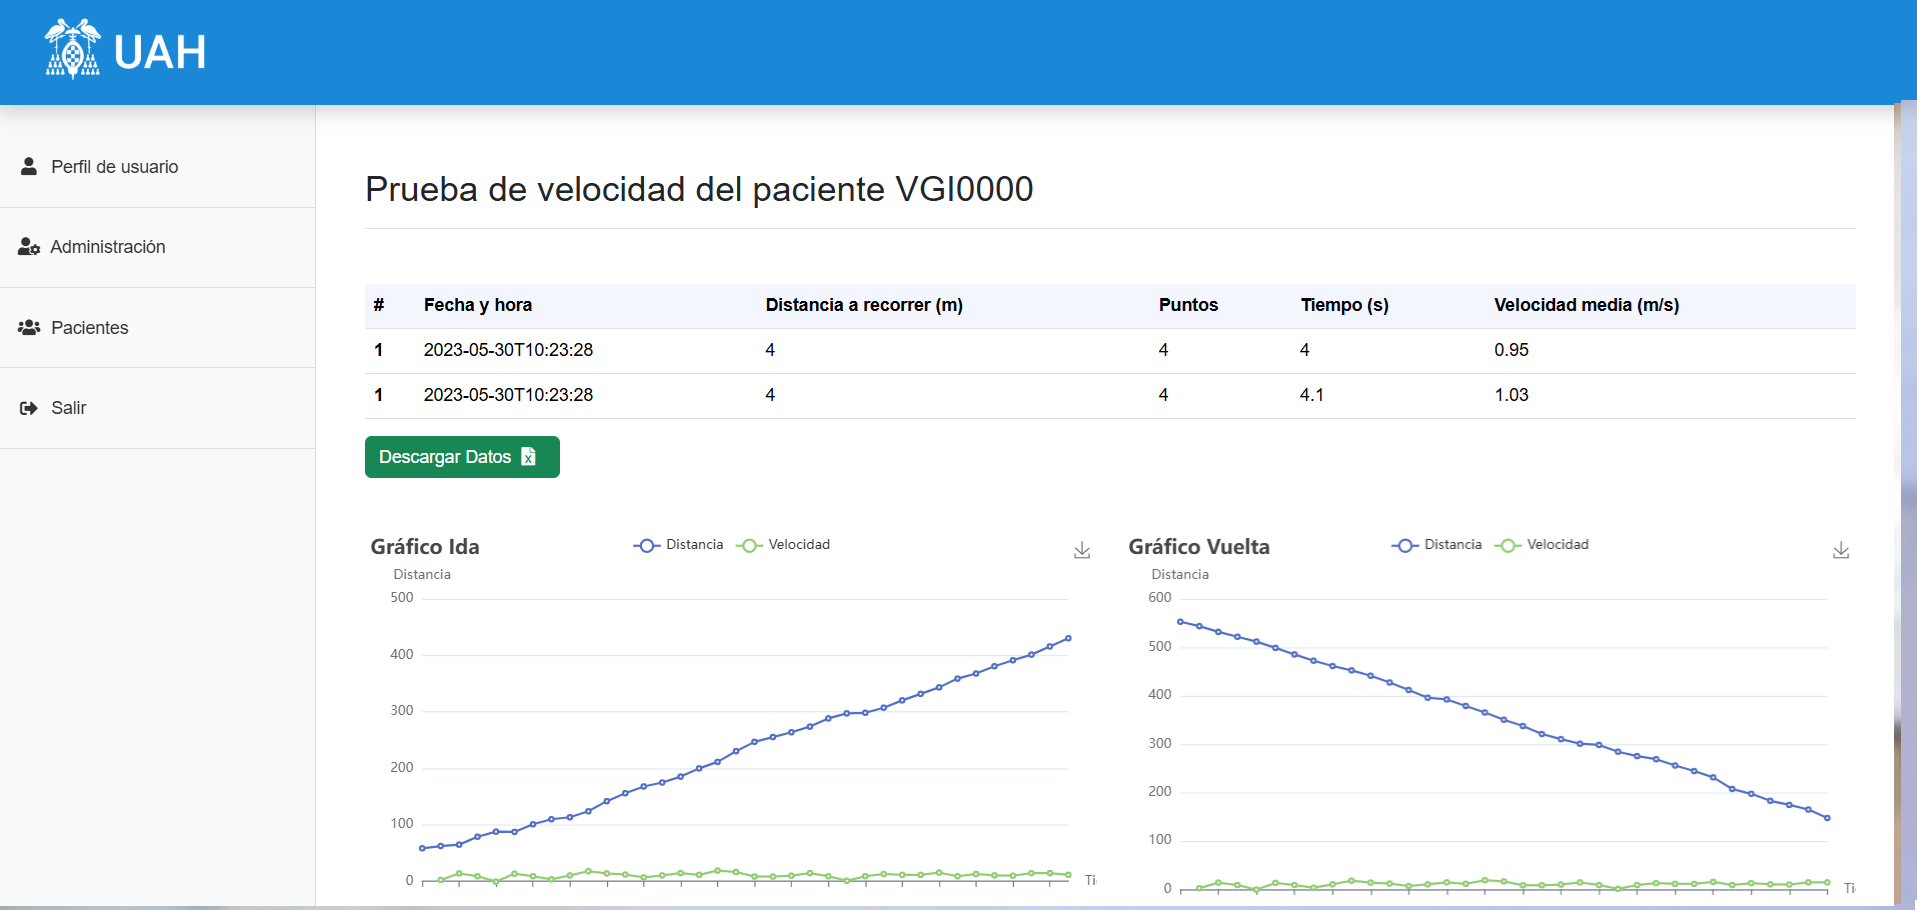 UAH
Perfil de usuario
Administración
Pacientes
Salir
Prueba de velocidad del paciente VGI0000
# Fecha y hora Distancia a recorrer (m) Puntos Tiempo (s) Velocidad media (m/s)
1 2023-05-30T10:23:28 4 4 4 0.95
1 2023-05-30T10:23:28 4 4 4.1 1.03
Descargar Datos
Gráfico Ida
Distancia Velocidad
Distancia
500
400
300
200
100
0
Ti
Gráfico Vuelta
Distancia Velocidad
Distancia
600
500
400
300
200
100
0
Ti